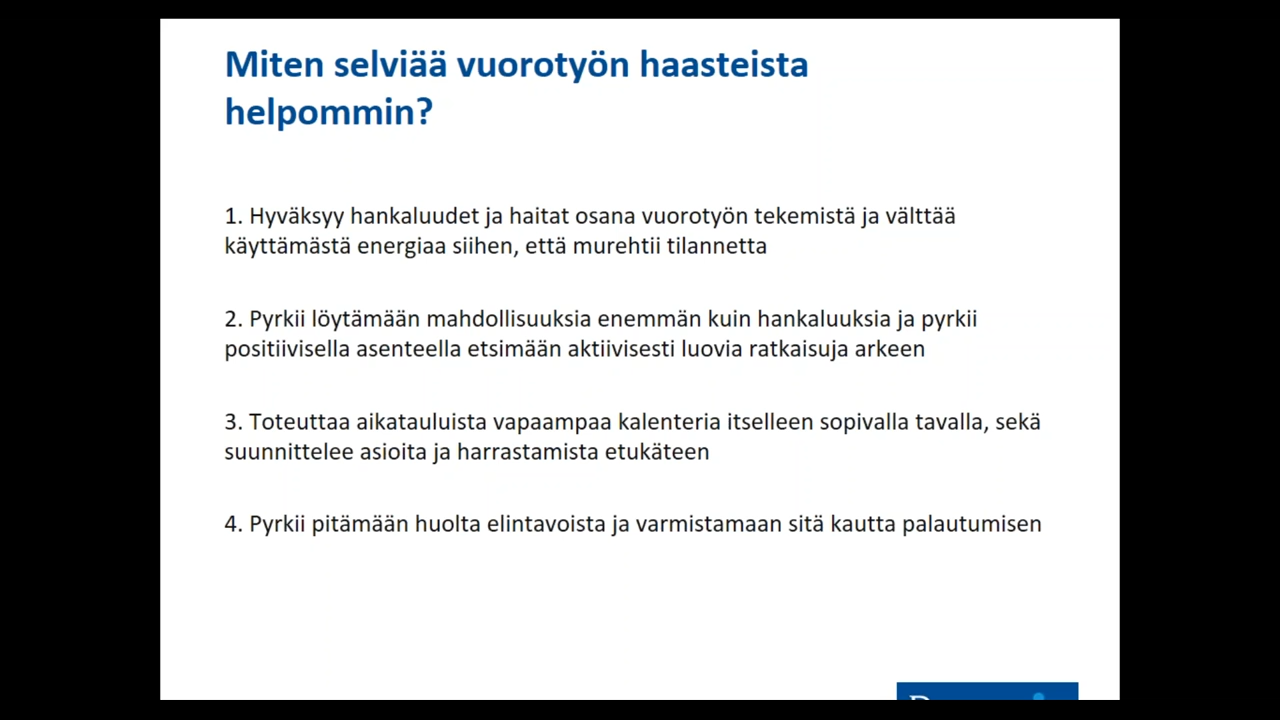 Miten selviää vuorotyön haasteista
helpommin?
1. Hyväksyy hankaluudet ja haitat osana vuorotyön tekemistä ja välttää
käyttämästä energiaa siihen, että murehtii tilannetta
2. Pyrkii löytämään mahdollisuuksia enemmän kuin hankaluuksia ja pyrkii
positiivisella asenteella etsimään aktiivisesti luovia ratkaisuja arkeen
3. Toteuttaa aikatauluista vapaampaa kalenteria itselleen sopivalla tavalla, sekä
suunnittelee asioita ja harrastamista etukäteen
4. Pyrkii pitämään huolta elintavoista ja varmistamaan sitä kautta palautumisen